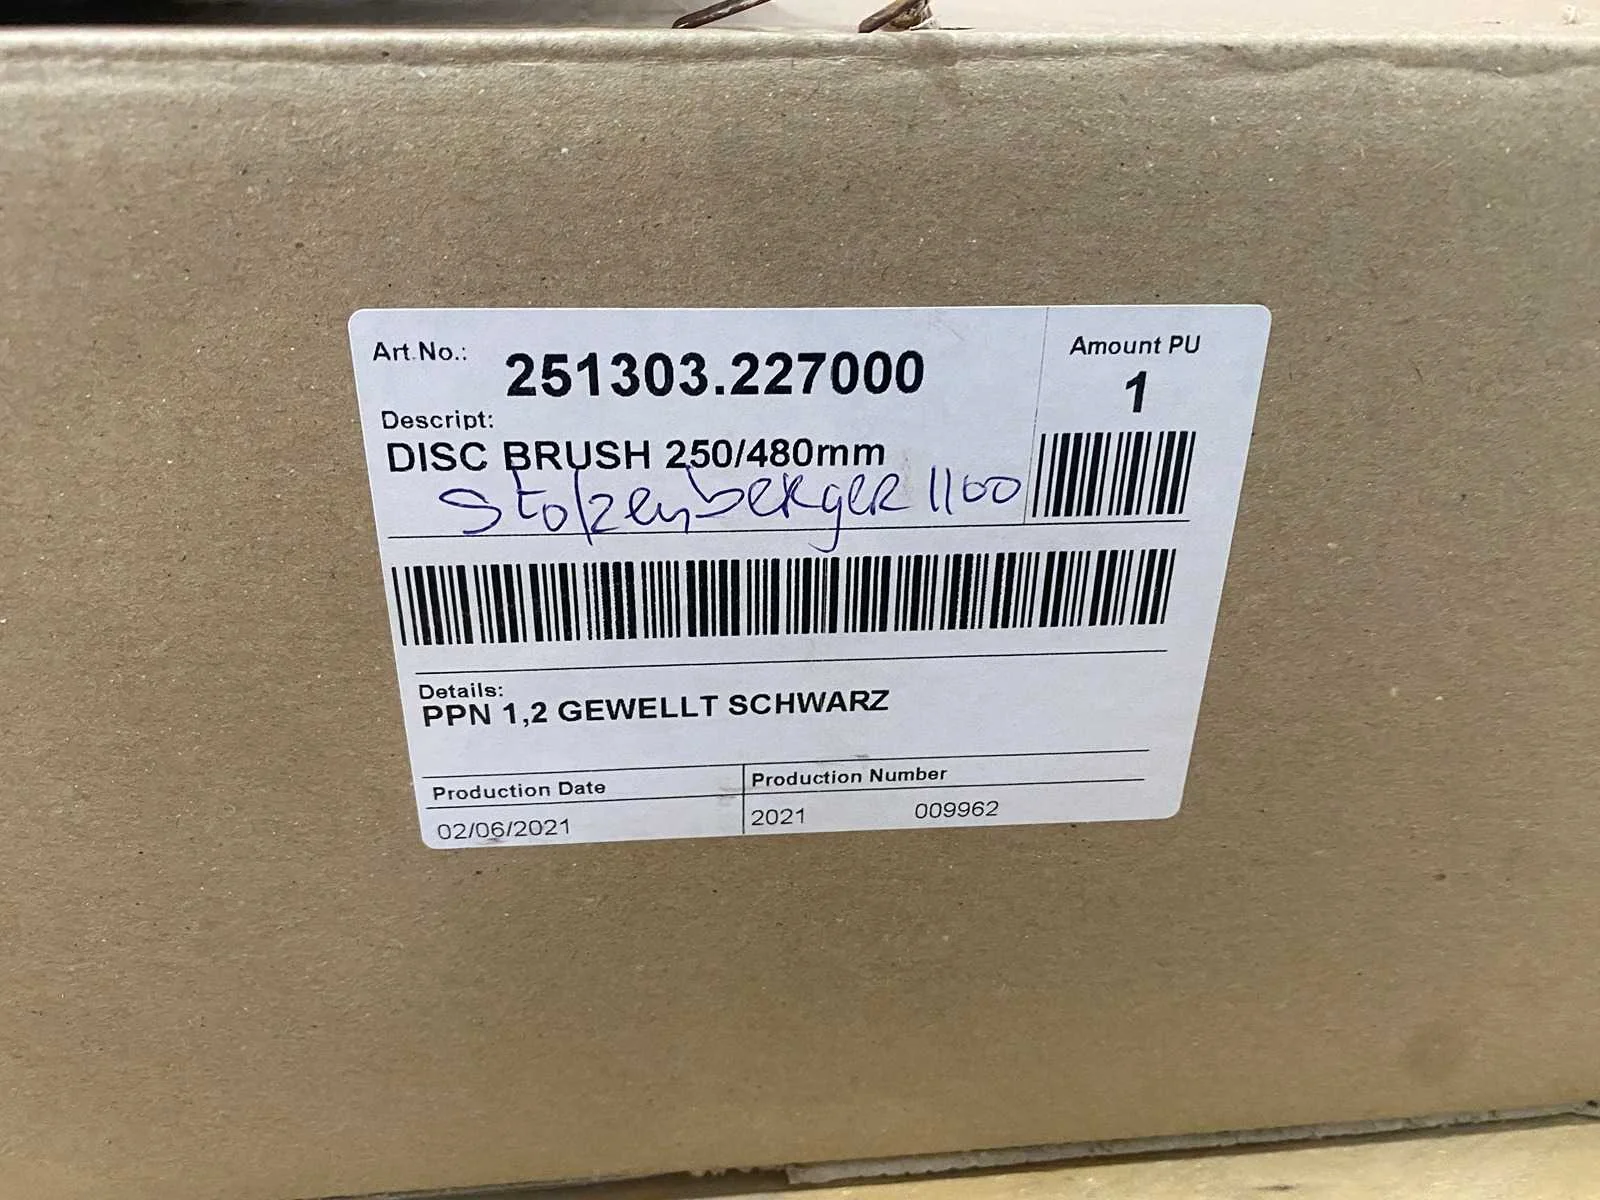 Art.No.: 251303.227000
Amount PU
1
Descript:
DISC BRUSH 250/480mm
Stolzenberger 1100
Details:
PPN 1,2 GEWELLT SCHWARZ
Production Date
Production Number
02/06/2021
2021 009962